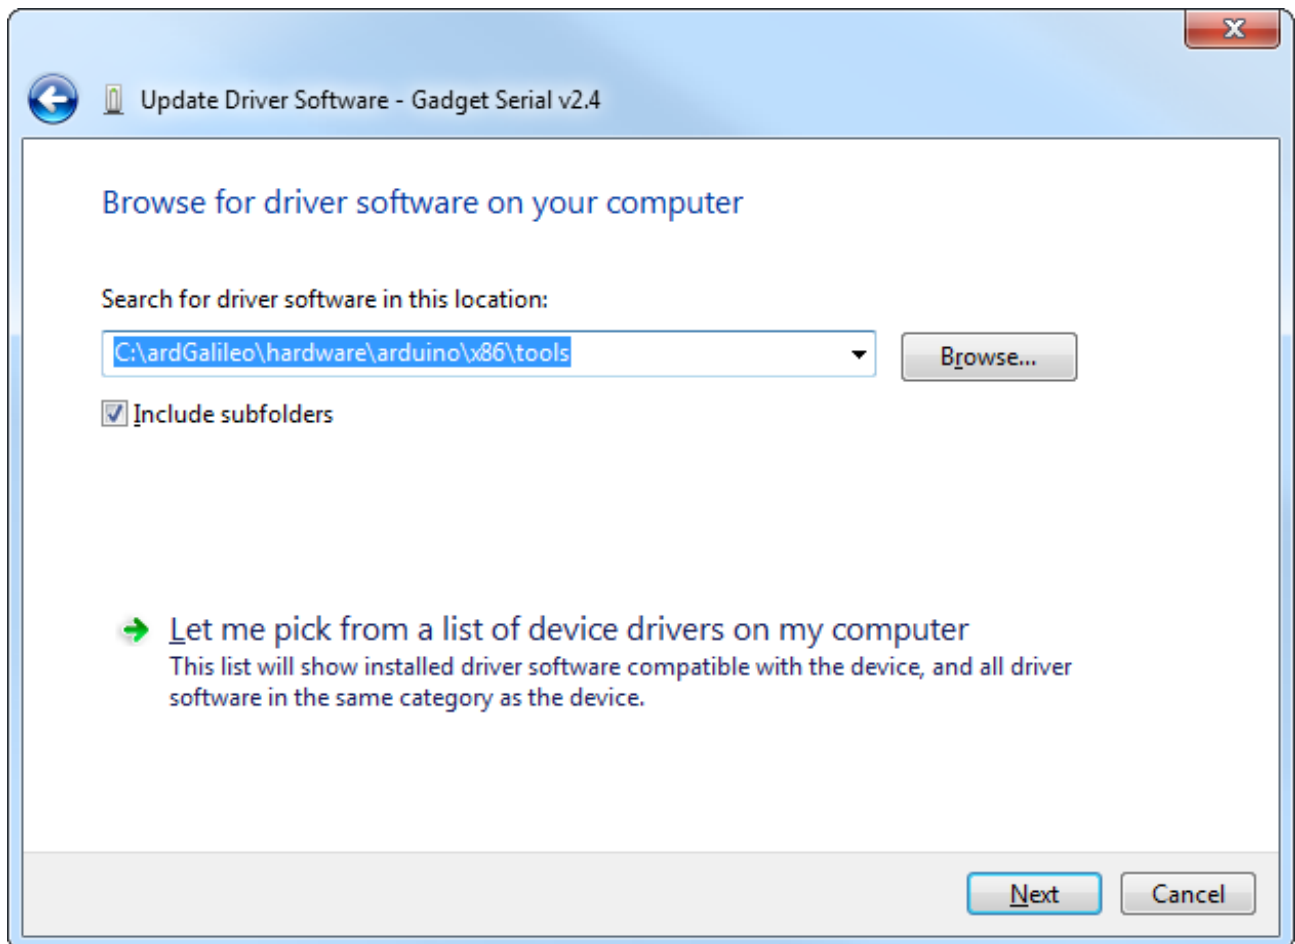 Update Driver Software - Gadget Serial v2.4
Browse for driver software on your computer
Search for driver software in this location:
C:\ardGalileo\hardware\arduino\x86\tools
Browse...
Include subfolders
Let me pick from a list of device drivers on my computer
This list will show installed driver software compatible with the device, and all driver
software in the same category as the device.
Next
Cancel